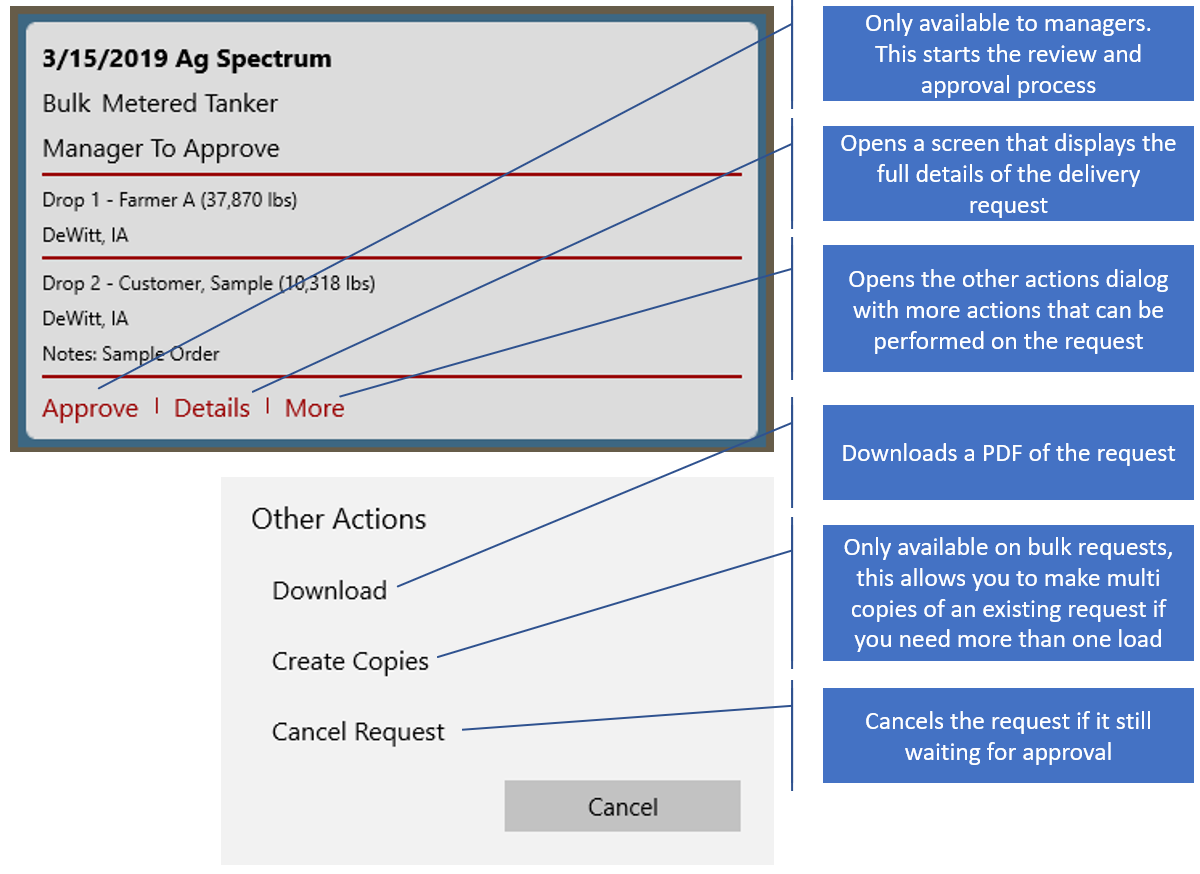 3/15/2019 Ag Spectrum
Bulk Metered Tanker
Manager To Approve
Drop 1 - Farmer A (37,870 lbs)
DeWitt, IA
Drop 2 - Customer, Sample (10,318 lbs)
DeWitt, IA
Notes: Sample Order
Approve | Details | More
Only available to managers.
This starts the review and
approval process
Opens a screen that displays the
full details of the delivery
request
Opens the other actions dialog
with more actions that can be
performed on the request
Other Actions
Download
Create Copies
Cancel Request
Cancel
Downloads a PDF of the request
Only available on bulk requests,
this allows you to make multi
copies of an existing request if
you need more than one load
Cancels the request if it still
waiting for approval